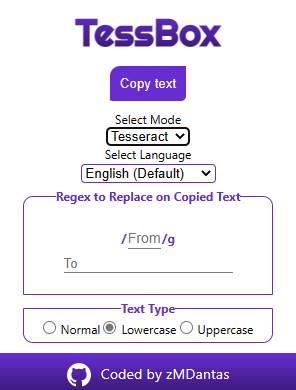 TessBox
Copy text
Select Mode
Tesseract
Select Language
English (Default)
Regex to Replace on Copied Text
/From/g
To
Text Type
Normal Lowercase Uppercase
Coded by zMDantas